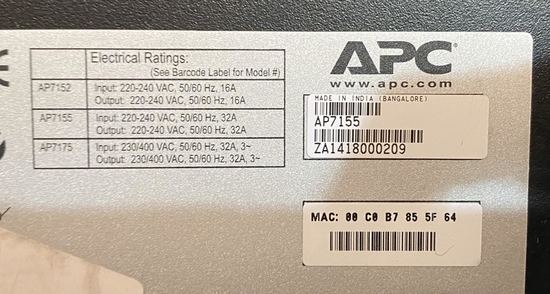 APC
www.apc.com
Electrical Ratings:
(See Barcode Label for Model #)
AP7152 Input: 220-240 VAC, 50/60 Hz, 16A
Output: 220-240 VAC, 50/60 Hz, 16A
AP7155 Input: 220-240 VAC, 50/60 Hz, 32A
Output: 220-240 VAC, 50/60 Hz, 32A
AP7175 Input: 230/400 VAC, 50/60 Hz, 32A, 3~
Output: 230/400 VAC, 50/60 Hz, 32A, 3~
MADE IN INDIA (BANGALORE)
AP7155
ZA1418000209
MAC: 00 C0 B7 85 5F 64